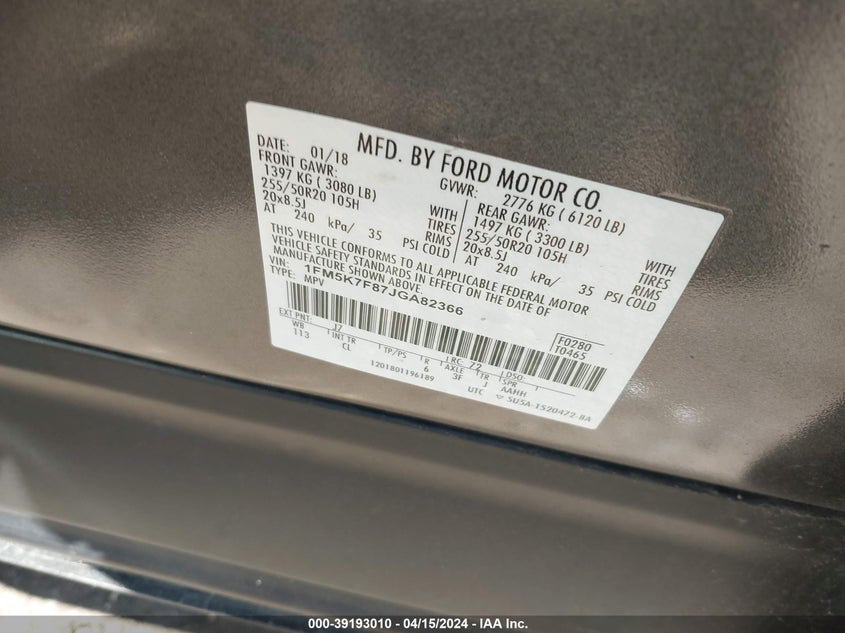 MFD. BY FORD MOTOR CO.
DATE: 01/18 GVWR: 2776 KG ( 6120 LB)
FRONT GAWR: REAR GAWR:
1397 KG ( 3080 LB) WITH 1497 KG ( 3300 LB) WITH
255/50R20 105H TIRES 255/50R20 105H TIRES
20x8.5J RIMS 20x8.5J RIMS
AT 240 kPa/ 35 PSI COLD AT 240 kPa/ 35 PSI COLD
THIS VEHICLE CONFORMS TO ALL APPLICABLE FEDERAL MOTOR
VEHICLE SAFETY STANDARDS IN EFFECT ON THE DATE OF
MANUFACTURE SHOWN ABOVE.
VIN: 1FM5K7F87JGA82366
TYPE: MPV
F0280
T0465
EXT PNT: J7 RC: 72 DSO:
WB INT TR TP/PS R AXLE TR SPR
113 CL 6 3F J AAHH
1201801196189 UTC
SU5A-1520472-BA
000-39193010 - 04/15/2024 - IAA Inc.